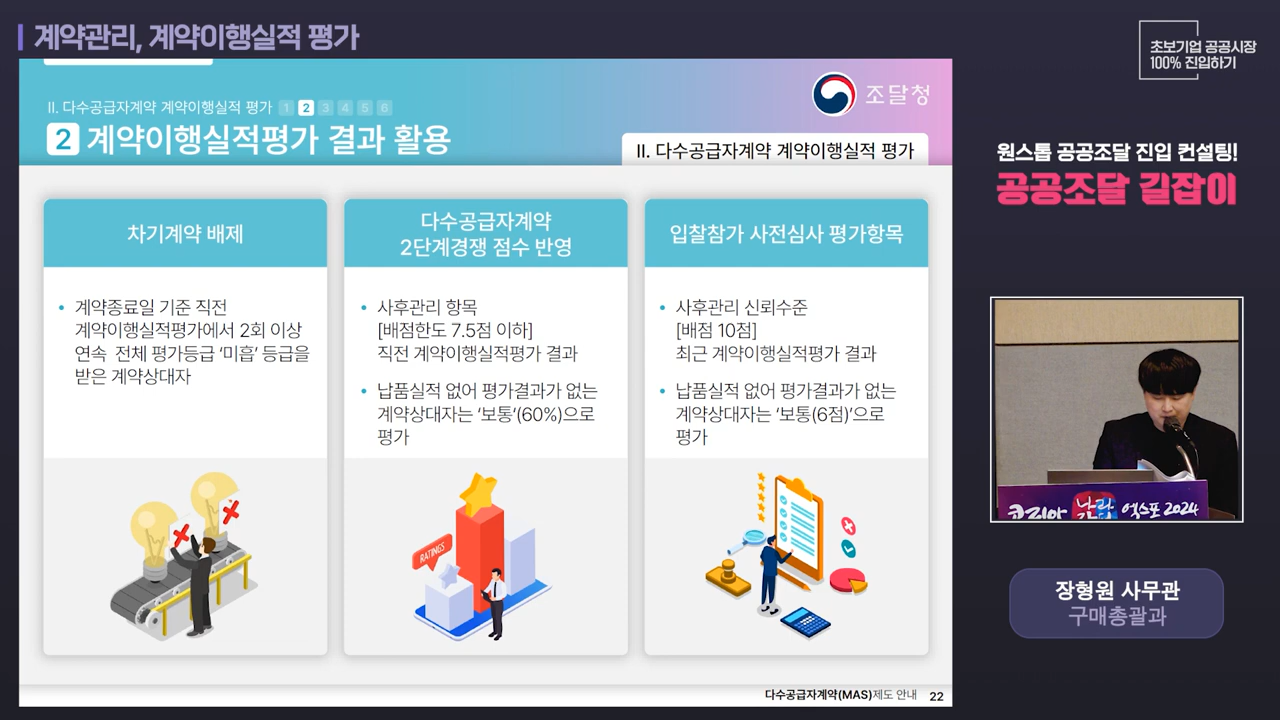 계약관리, 계약이행실적 평가
초보기업 공공시장
100% 진입하기
II. 다수공급자계약 계약이행실적 평가 1 2 3 4 5 6
2 계약이행실적평가 결과 활용
조달청
II. 다수공급자계약 계약이행실적 평가
원스톱 공공조달 진입 컨설팅!
공공조달 길잡이
차기계약 배제
• 계약종료일 기준 직전
계약이행실적평가에서 2회 이상
연속 전체 평가등급 ‘미흡’ 등급을
받은 계약상대자
다수공급자계약
2단계경쟁 점수 반영
• 사후관리 항목
[배점한도 7.5점 이하]
직전 계약이행실적평가 결과
• 납품실적 없어 평가결과가 없는
계약상대자는 ‘보통‘(60%)으로
평가
RATINGS
입찰참가 사전심사 평가항목
• 사후관리 신뢰수준
[배점 10점]
최근 계약이행실적평가 결과
• 납품실적 없어 평가결과가 없는
계약상대자는 ‘보통(6점)’으로
평가
코리아 나라 엑스포 2024
장형원 사무관
구매총괄과
다수공급자계약(MAS)제도 안내 22